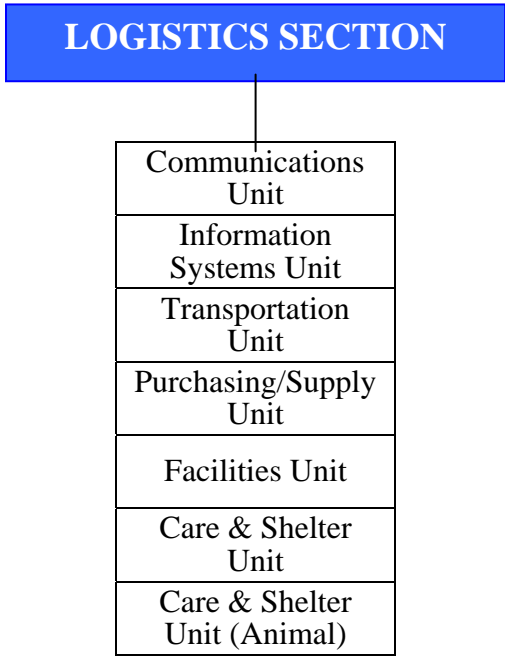 LOGISTICS SECTION
Communications
Unit
Information
Systems Unit
Transportation
Unit
Purchasing/Supply
Unit
Facilities Unit
Care & Shelter
Unit
Care & Shelter
Unit (Animal)